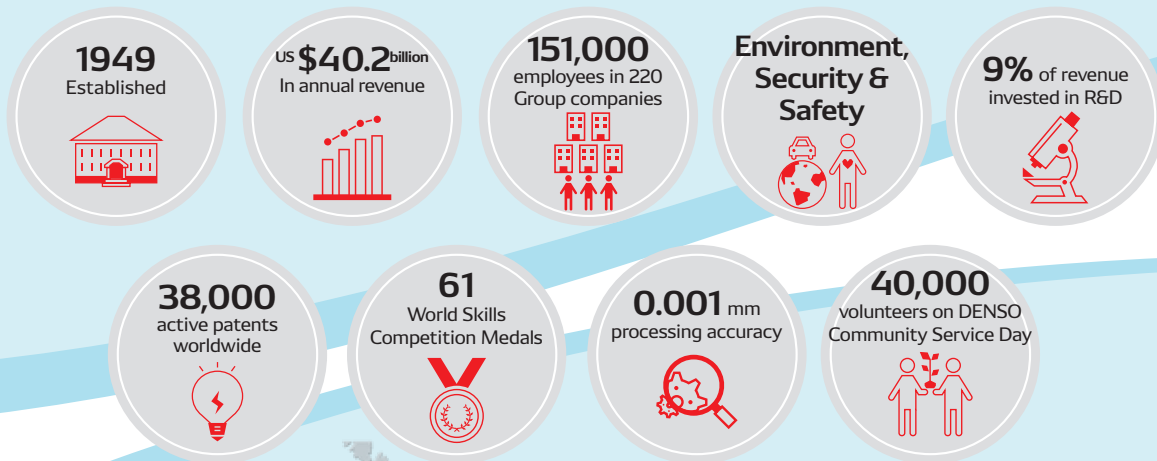 1949
Established
US $40.2 billion
In annual revenue
151,000
employees in 220
Group companies
Environment,
Security &
Safety
9% of revenue
invested in R&D
38,000
active patents
worldwide
61
World Skills
Competition Medals
0.001 mm
processing accuracy
40,000
volunteers on DENSO
Community Service Day